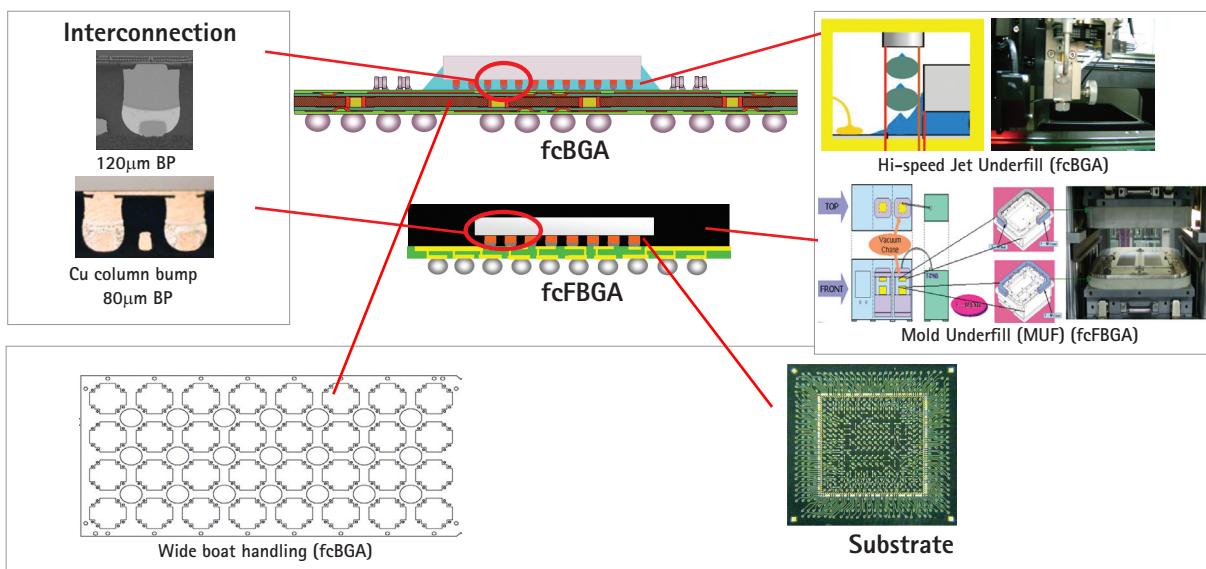 Interconnection
120μm BP
Cu column bump
80μm BP
fcBGA
fcFBGA
Hi-speed Jet Underfill (fcBGA)
TOP
Vacuum
Chase
FRONT
Mold Underfill (MUF) (fcFBGA)
Wide boat handling (fcBGA)
Substrate